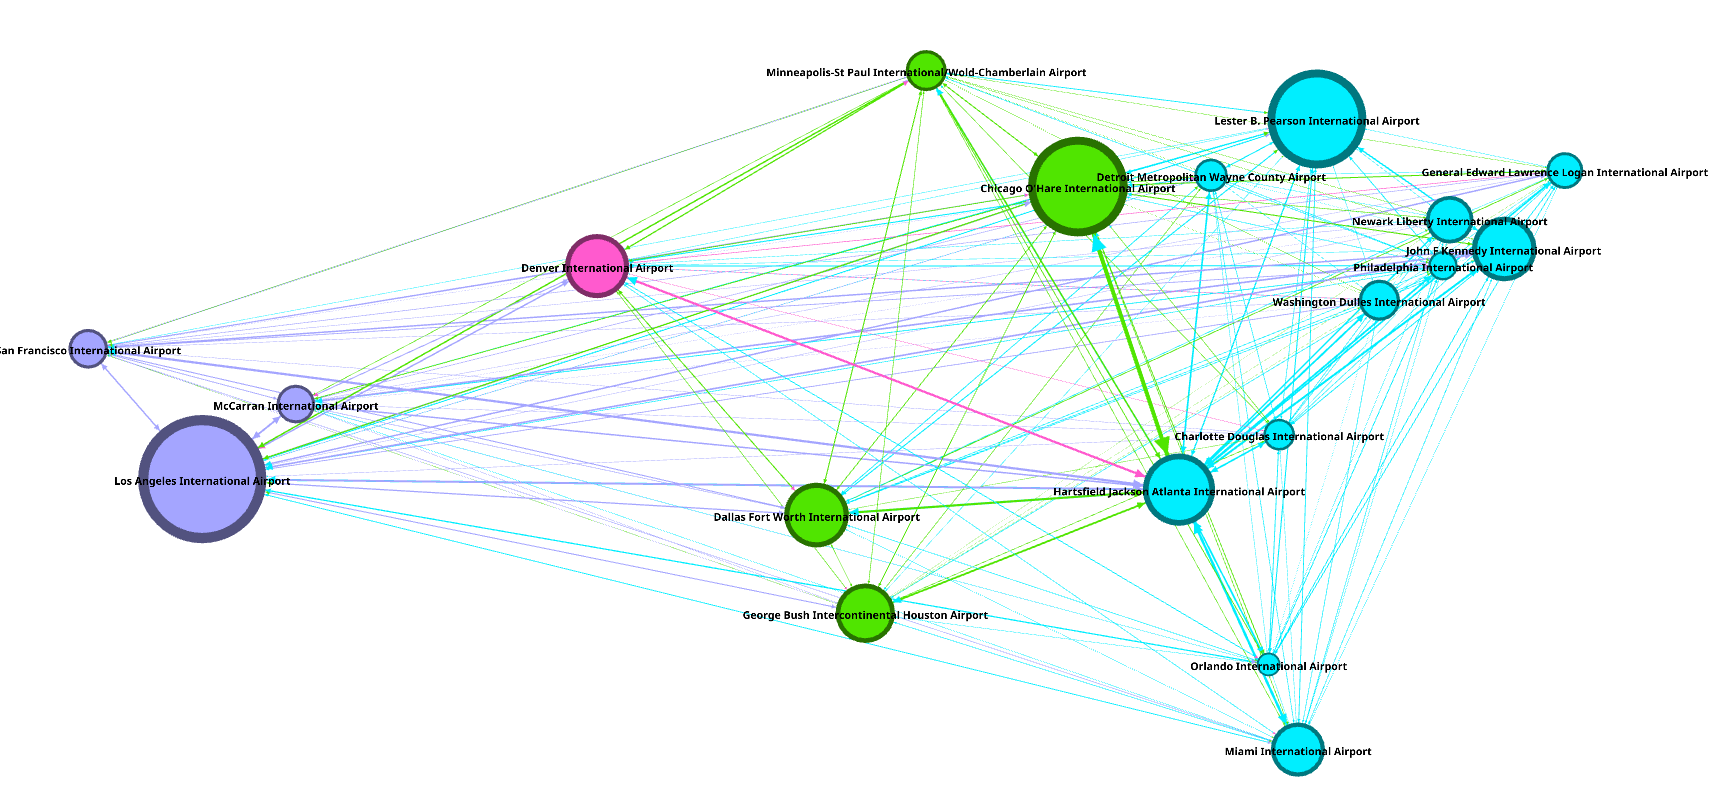 Minneapolis-St Paul International/Wold-Chamberlain Airport
Lester B. Pearson International Airport
General Edward Lawrence Logan International Airport
Detroit Metropolitan Wayne County Airport
Chicago O'Hare International Airport
Newark Liberty International Airport
John F Kennedy International Airport
Denver International Airport
Philadelphia International Airport
Washington Dulles International Airport
San Francisco International Airport
McCarran International Airport
Charlotte Douglas International Airport
Los Angeles International Airport
Hartsfield Jackson Atlanta International Airport
Dallas Fort Worth International Airport
George Bush Intercontinental Houston Airport
Orlando International Airport
Miami International Airport